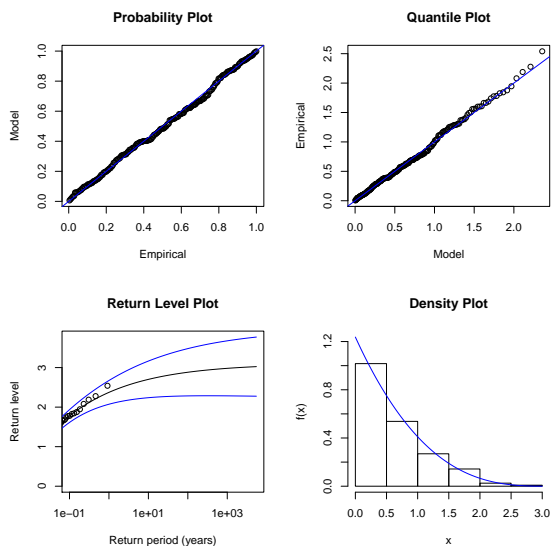 Probability Plot
Model
0.0 0.2 0.4 0.6 0.8 1.0
0.0 0.2 0.4 0.6 0.8 1.0
Empirical
Quantile Plot
Empirical
0.0 0.5 1.0 1.5 2.0 2.5
0.0 0.5 1.0 1.5 2.0
Model
Return Level Plot
Return level
0 1 2 3
1e−01 1e+01 1e+03
Return period (years)
Density Plot
f(x)
0.0 0.4 0.8 1.2
0.0 0.5 1.0 1.5 2.0 2.5 3.0
x